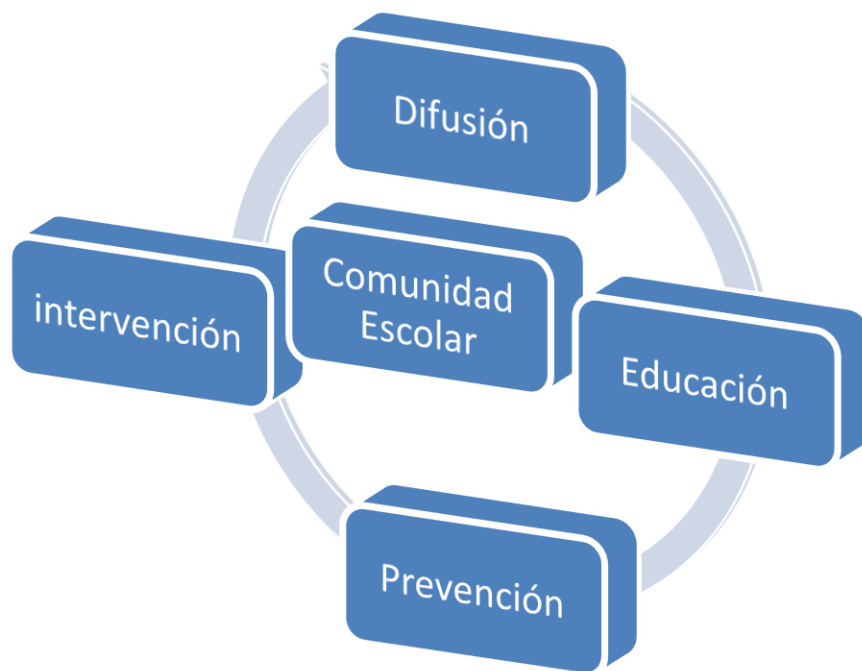 Difusión
Comunidad
Escolar
intervención
Educación
Prevención